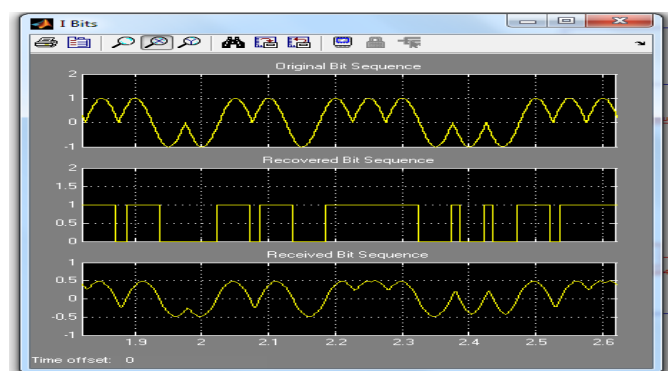 I Bits
Original Bit Sequence
2
1
0
-1
Recovered Bit Sequence
2
1.5
1
0.5
0
Received Bit Sequence
1
0.5
0
-0.5
-1
1.9 2 2.1 2.2 2.3 2.4 2.5 2.6
Time offset: 0